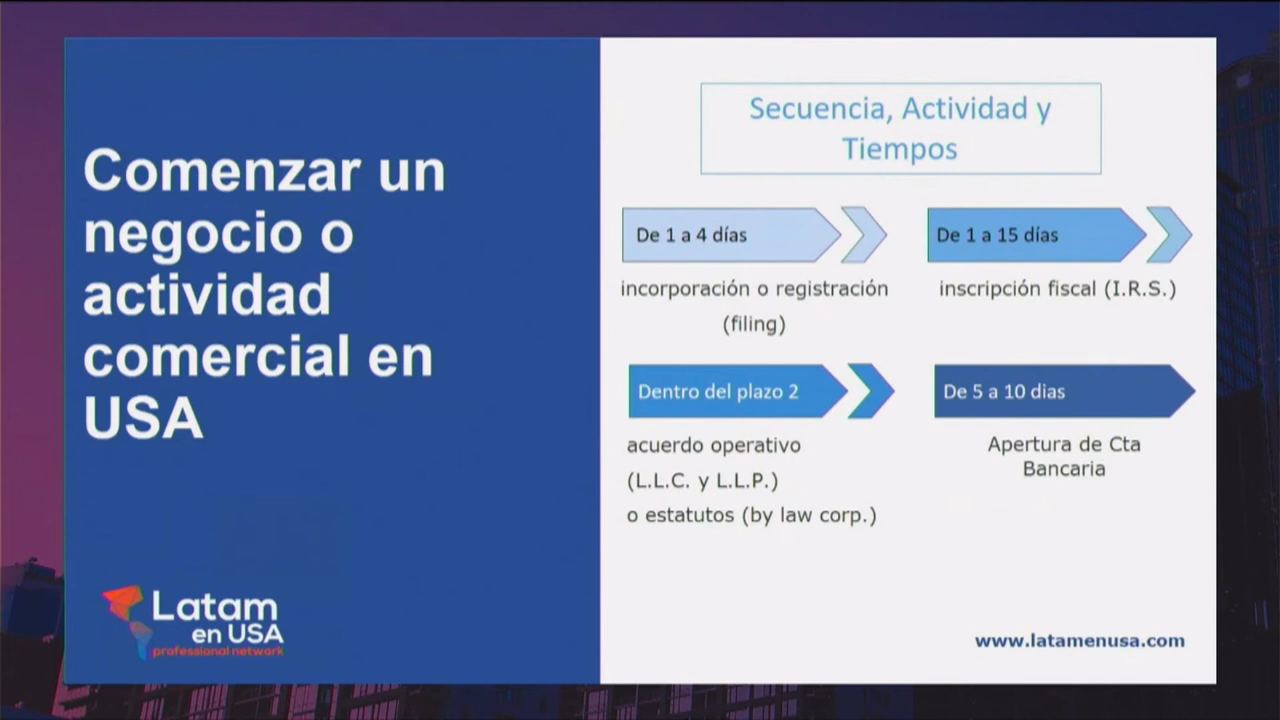 Comenzar un
negocio o
actividad
comercial en
USA
Latam
en USA
professional network
Secuencia, Actividad y
Tiempos
De 1 a 4 días
incorporación o registración
(filing)
De 1 a 15 días
inscripción fiscal (I.R.S.)
Dentro del plazo 2
acuerdo operativo
(L.L.C. y L.L.P.)
o estatutos (by law corp.)
De 5 a 10 dias
Apertura de Cta
Bancaria
www.latamenusa.com